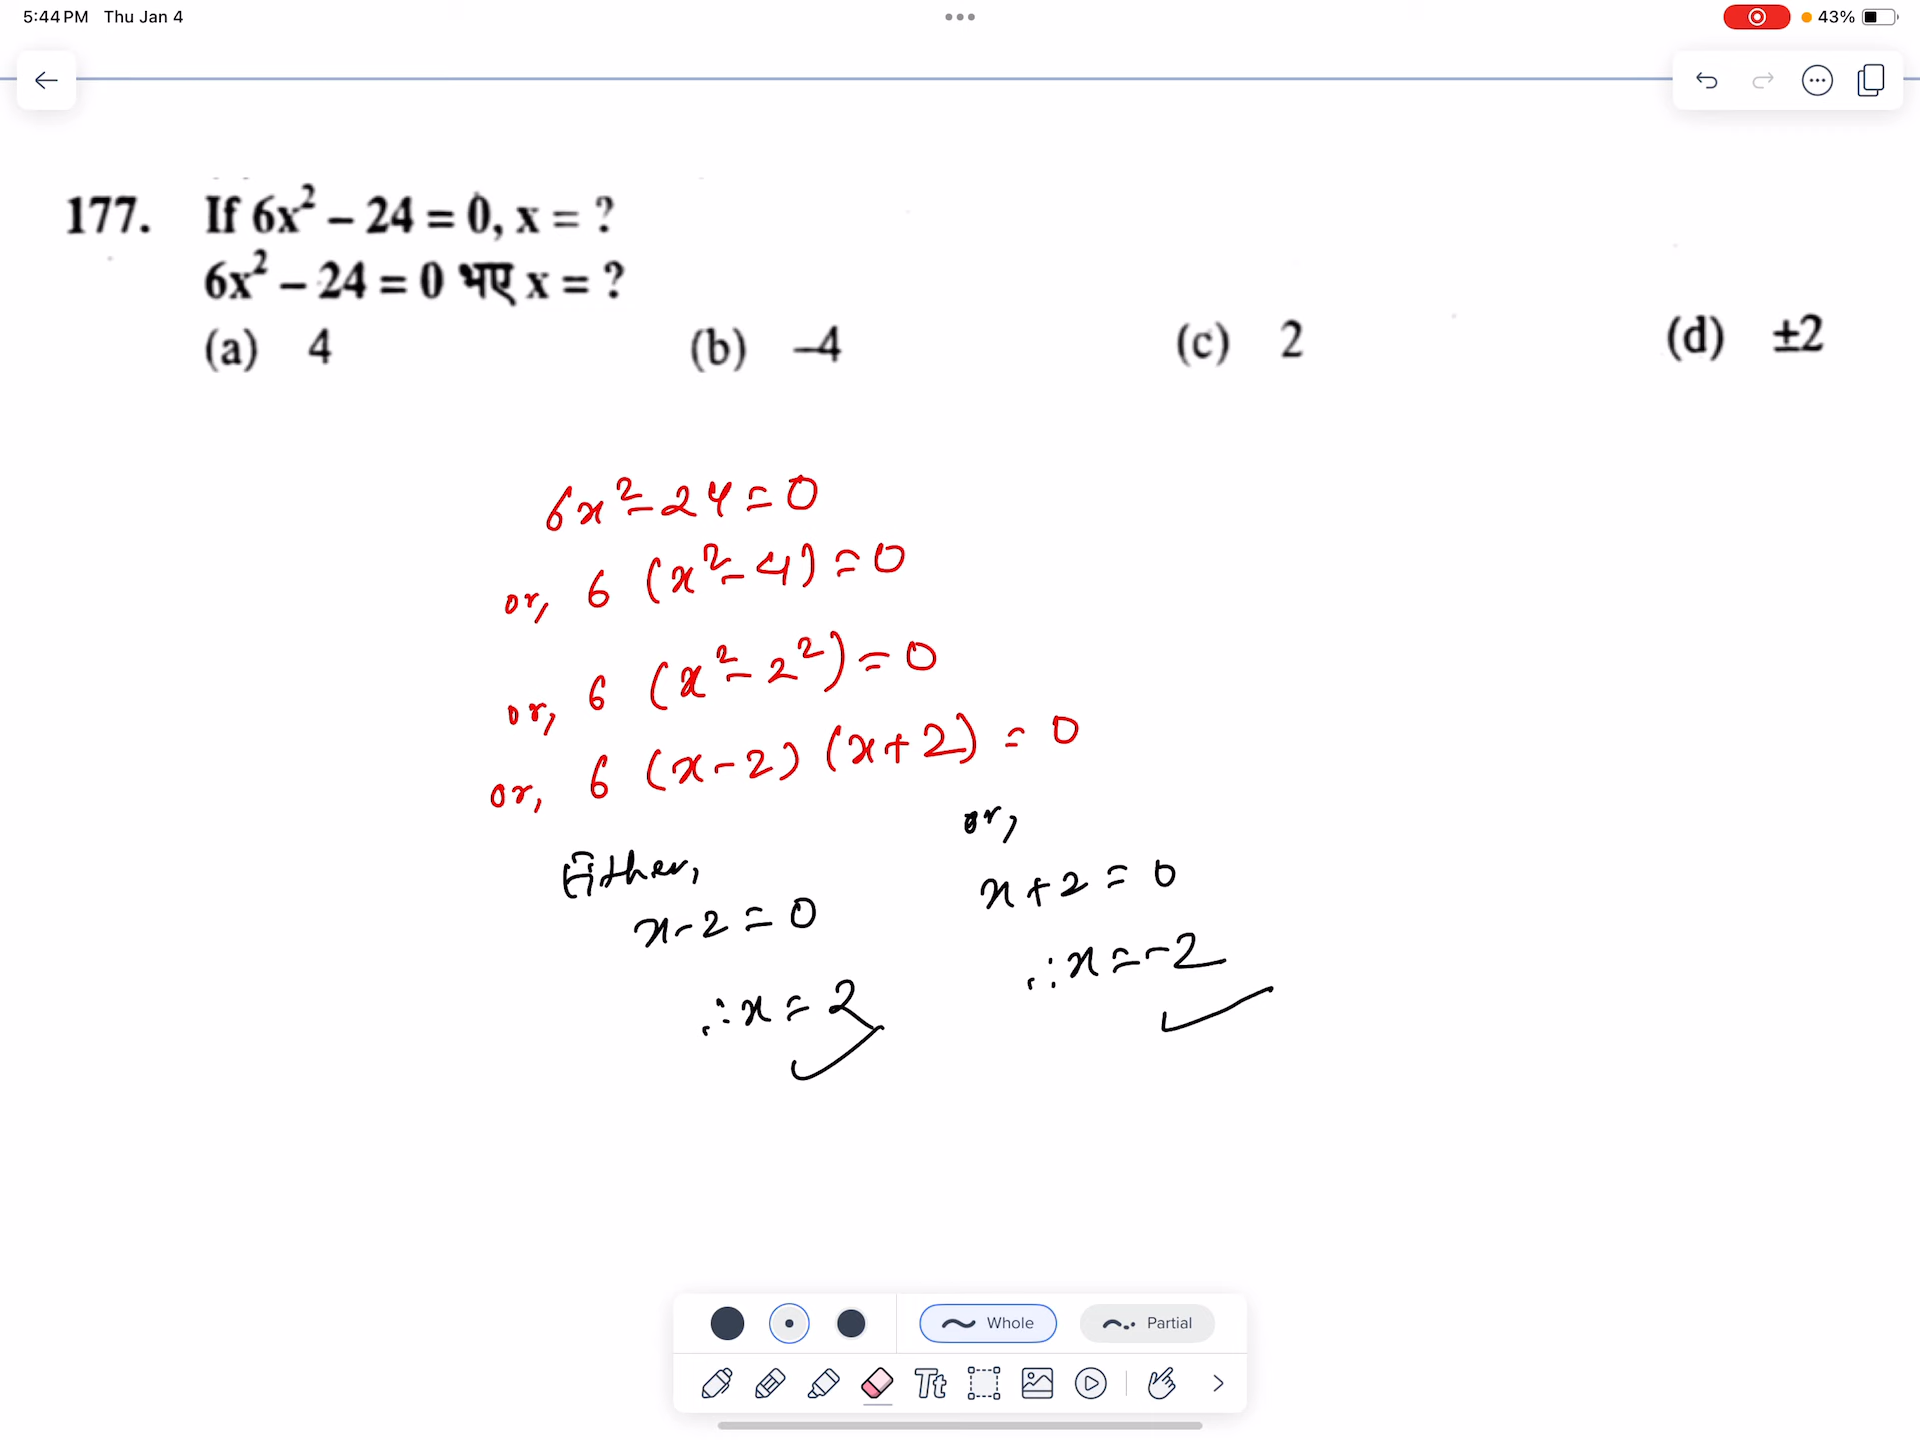 5:44 PM Thu Jan 4
43%
177. If 6x² – 24 = 0, x = ?
6x² – 24 = 0 भए x = ?
(a) 4 (b) –4 (c) 2 (d) ±2
6x² - 24 = 0
or, 6 (x² - 4) = 0
or, 6 (x² - 2²) = 0
or, 6 (x - 2) (x + 2) = 0
Either,
x - 2 = 0
∴ x = 2
or,
x + 2 = 0
∴ x = -2
Whole Partial
Tt